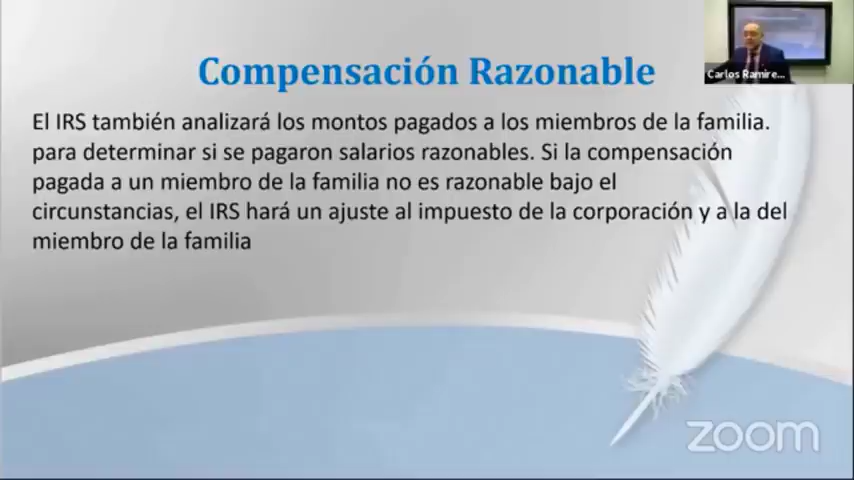 Compensación Razonable
Carlos Ramire...
El IRS también analizará los montos pagados a los miembros de la familia.
para determinar si se pagaron salarios razonables. Si la compensación
pagada a un miembro de la familia no es razonable bajo el
circunstancias, el IRS hará un ajuste al impuesto de la corporación y a la del
miembro de la familia
zoom